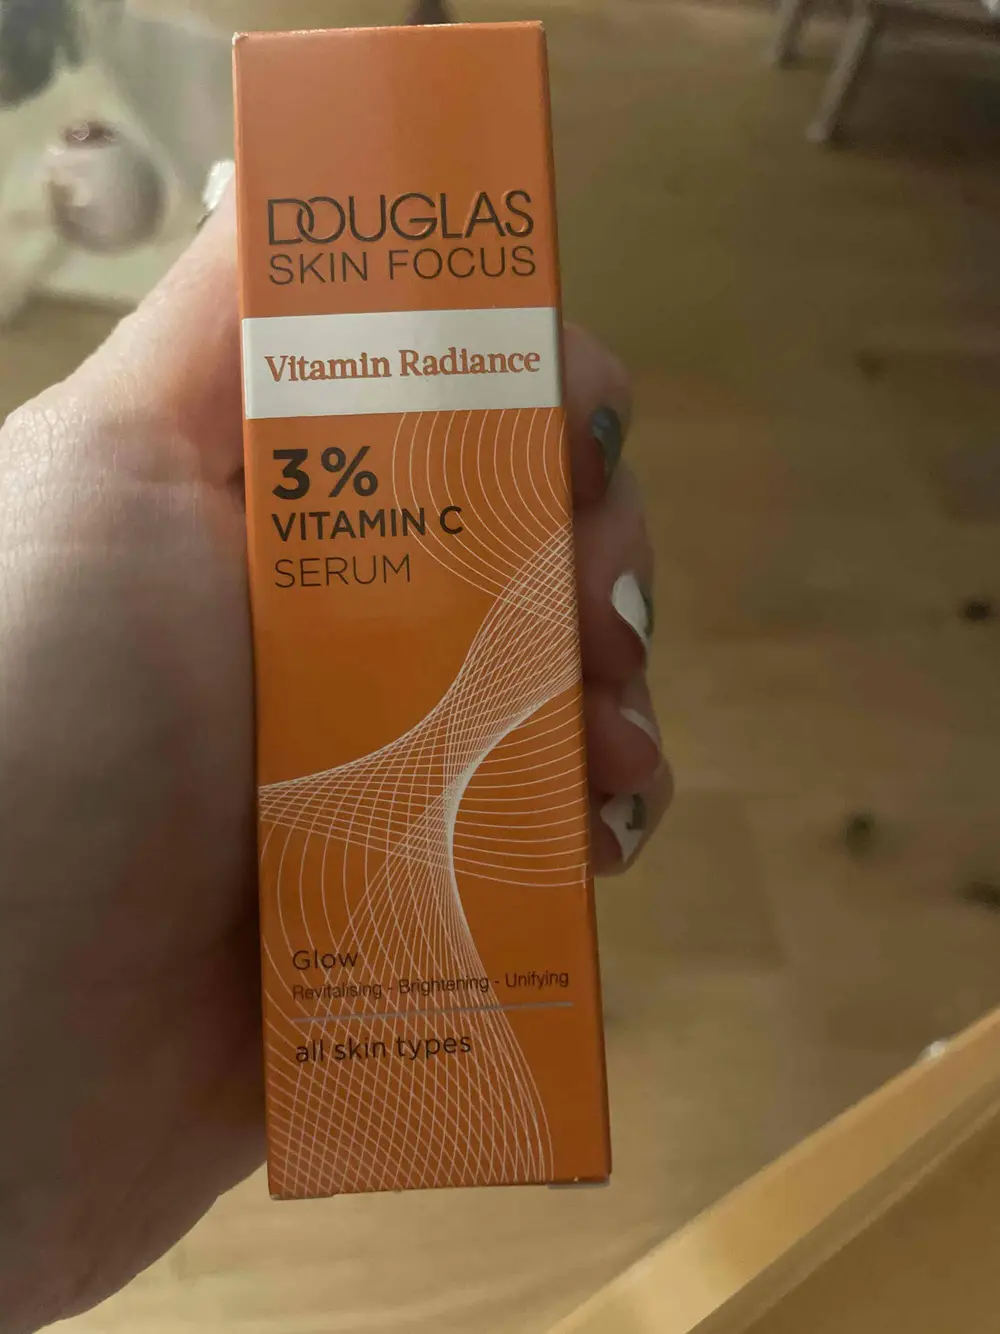 DOUGLAS
SKIN FOCUS
Vitamin Radiance
3%
VITAMIN C
SERUM
Glow
Revitalising - Brightening - Unifying
all skin types